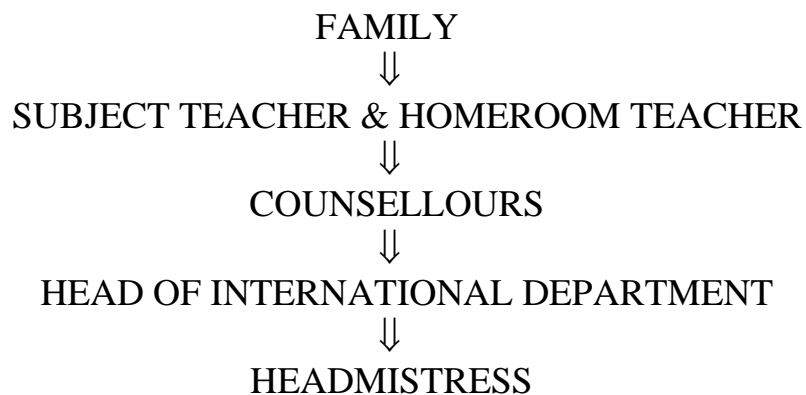 FAMILY
⇓
SUBJECT TEACHER & HOMEROOM TEACHER
⇓
COUNSELLOURS
⇓
HEAD OF INTERNATIONAL DEPARTMENT
⇓
HEADMISTRESS